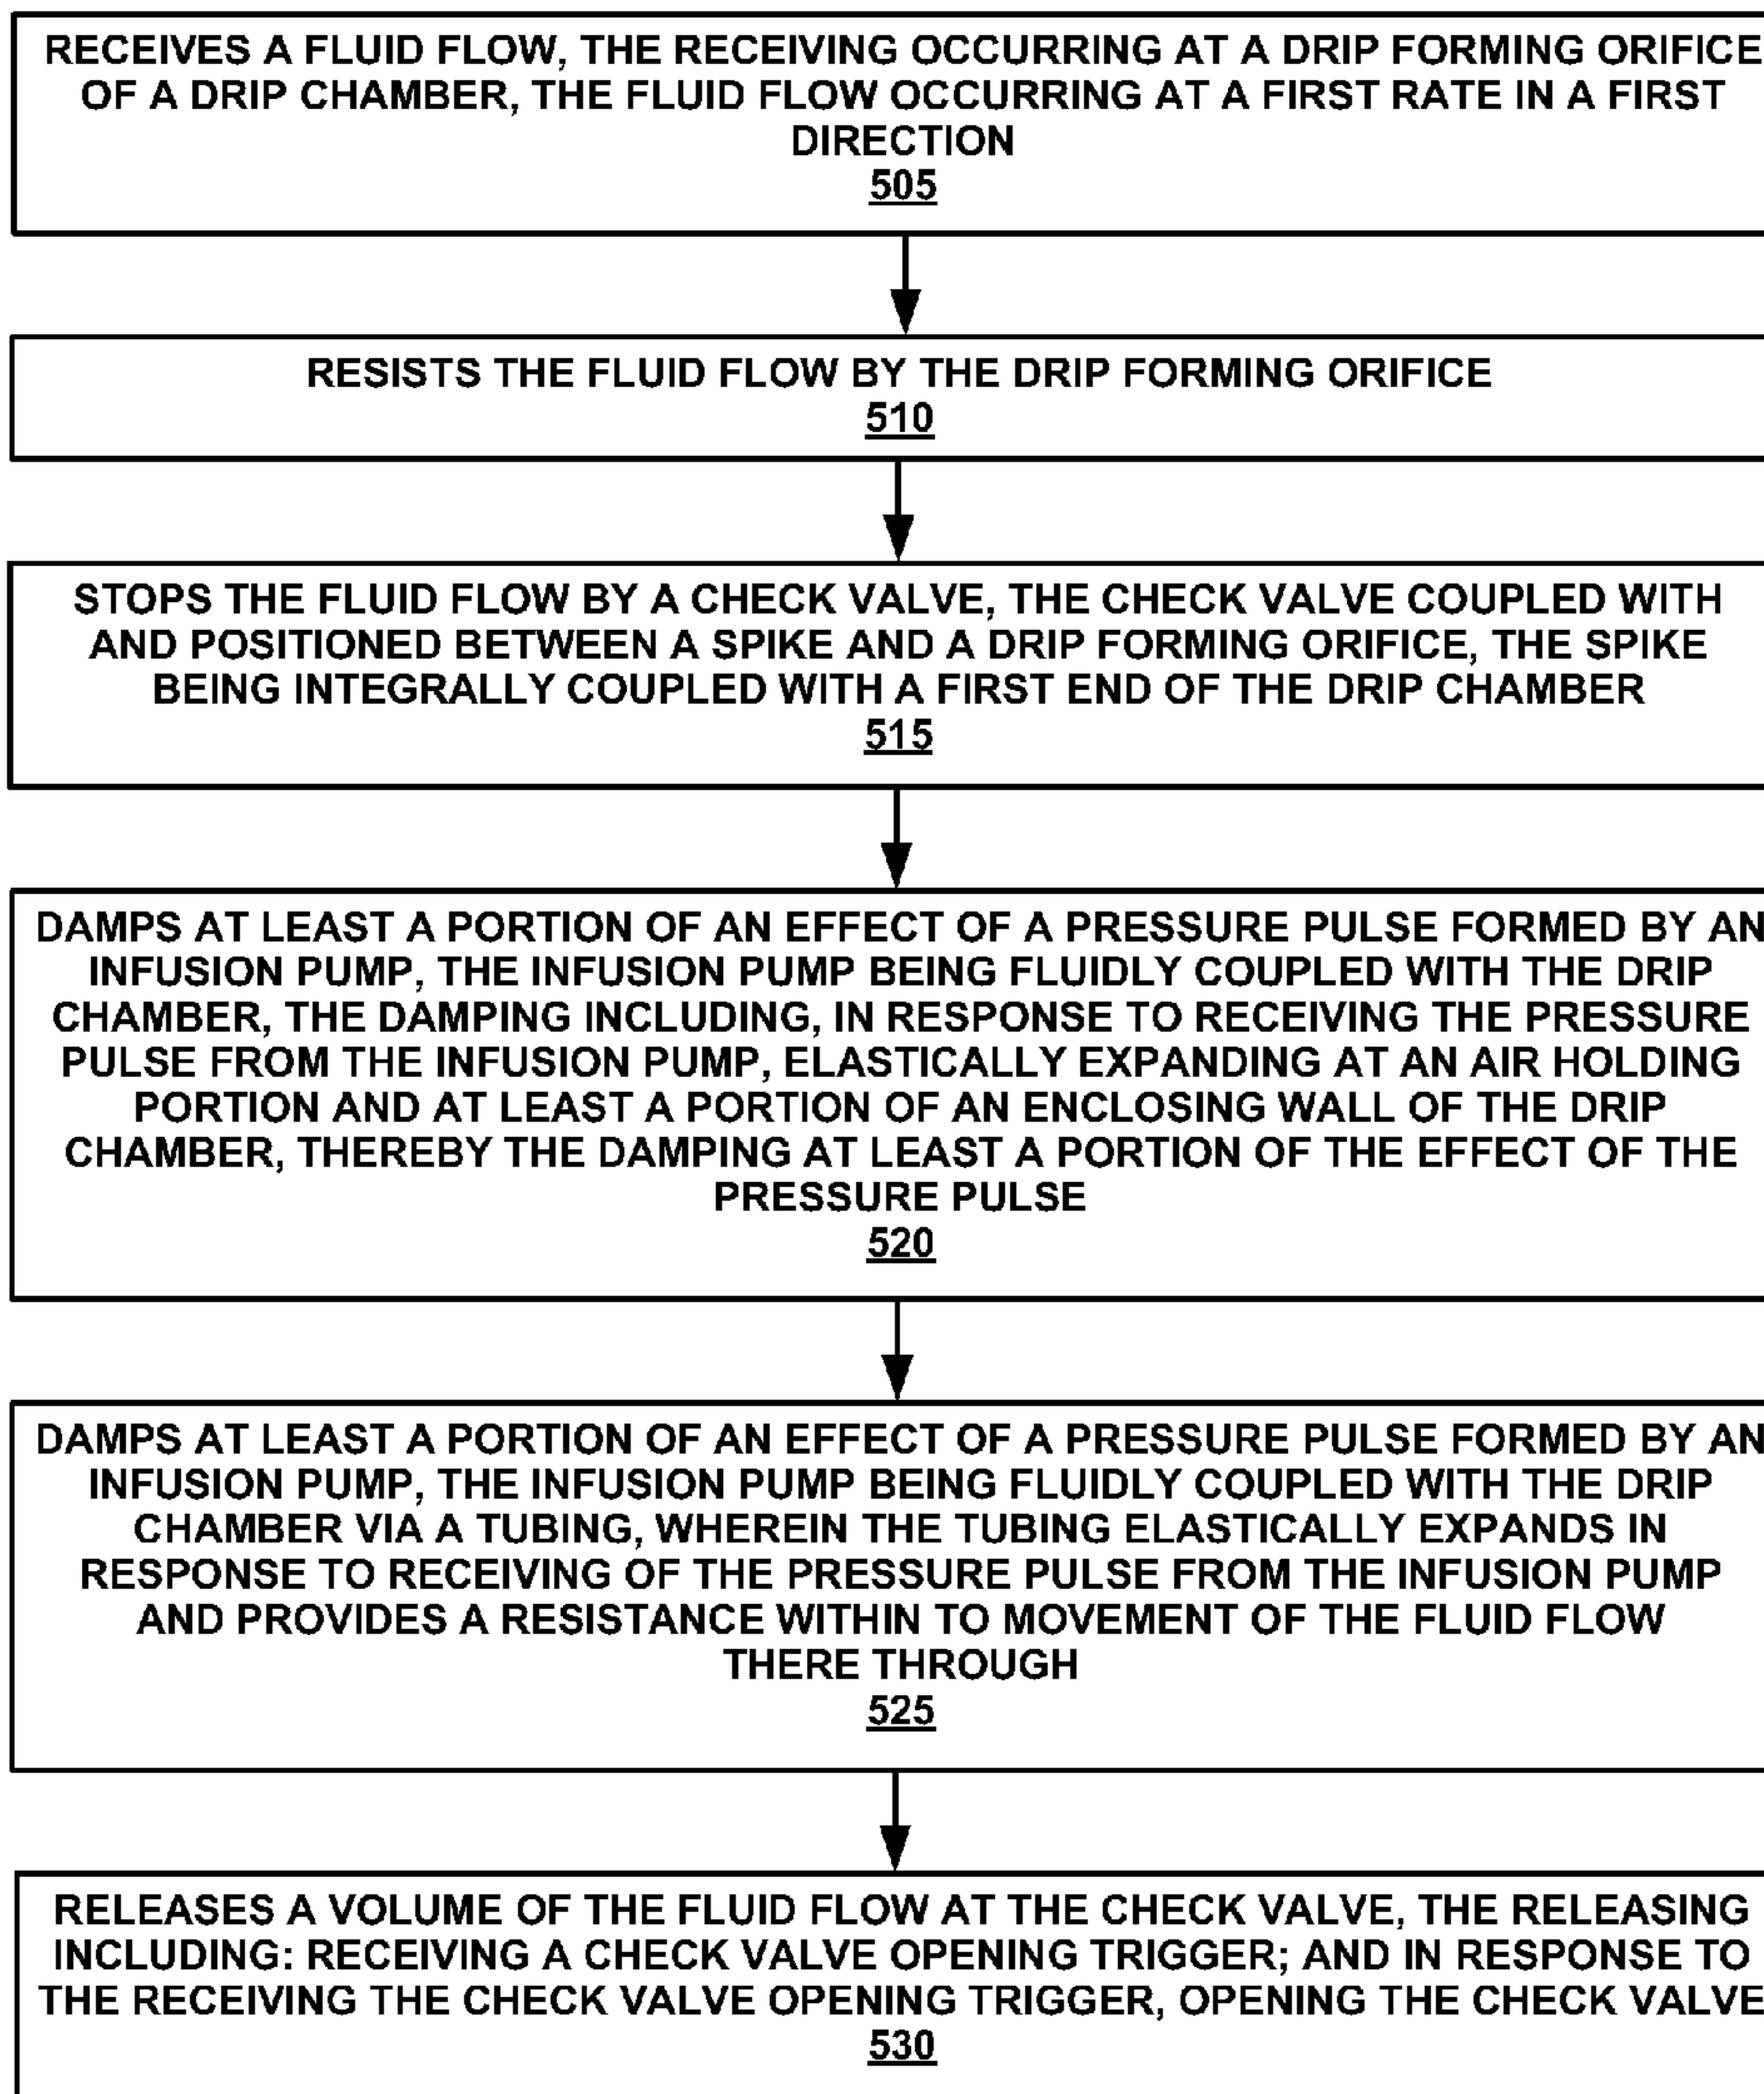 RECEIVES A FLUID FLOW, THE RECEIVING OCCURRING AT A DRIP FORMING ORIFICE
OF A DRIP CHAMBER, THE FLUID FLOW OCCURRING AT A FIRST RATE IN A FIRST
DIRECTION
505
RESISTS THE FLUID FLOW BY THE DRIP FORMING ORIFICE
510
STOPS THE FLUID FLOW BY A CHECK VALVE, THE CHECK VALVE COUPLED WITH
AND POSITIONED BETWEEN A SPIKE AND A DRIP FORMING ORIFICE, THE SPIKE
BEING INTEGRALLY COUPLED WITH A FIRST END OF THE DRIP CHAMBER
515
DAMPS AT LEAST A PORTION OF AN EFFECT OF A PRESSURE PULSE FORMED BY AN
INFUSION PUMP, THE INFUSION PUMP BEING FLUIDLY COUPLED WITH THE DRIP
CHAMBER, THE DAMPING INCLUDING, IN RESPONSE TO RECEIVING THE PRESSURE
PULSE FROM THE INFUSION PUMP, ELASTICALLY EXPANDING AT AN AIR HOLDING
PORTION AND AT LEAST A PORTION OF AN ENCLOSING WALL OF THE DRIP
CHAMBER, THEREBY THE DAMPING AT LEAST A PORTION OF THE EFFECT OF THE
PRESSURE PULSE
520
DAMPS AT LEAST A PORTION OF AN EFFECT OF A PRESSURE PULSE FORMED BY AN
INFUSION PUMP, THE INFUSION PUMP BEING FLUIDLY COUPLED WITH THE DRIP
CHAMBER VIA A TUBING, WHEREIN THE TUBING ELASTICALLY EXPANDS IN
RESPONSE TO RECEIVING OF THE PRESSURE PULSE FROM THE INFUSION PUMP
AND PROVIDES A RESISTANCE WITHIN TO MOVEMENT OF THE FLUID FLOW
THERE THROUGH
525
RELEASES A VOLUME OF THE FLUID FLOW AT THE CHECK VALVE, THE RELEASING
INCLUDING: RECEIVING A CHECK VALVE OPENING TRIGGER; AND IN RESPONSE TO
THE RECEIVING THE CHECK VALVE OPENING TRIGGER, OPENING THE CHECK VALVE
530